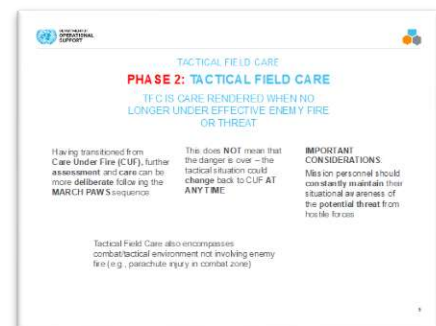 DEPARTMENT OF
OPERATIONAL
SUPPORT
TACTICAL FIELD CARE
PHASE 2: TACTICAL FIELD CARE
TFC IS CARE RENDERED WHEN NO
LONGER UNDER EFFECTIVE ENEMY FIRE
OR THREAT
Having transitioned from
Care Under Fire (CUF), further
assessment and care can be
more deliberate following the
MARCH PAWS sequence
This does NOT mean that
the danger is over – the
tactical situation could
change back to CUF AT
ANY TIME
IMPORTANT
CONSIDERATIONS
Mission personnel should
constantly maintain their
situational awareness of
the potential threat from
hostile forces
Tactical Field Care also encompasses
combat/tactical environment not involving enemy
fire (e.g., parachute injury in combat zone)